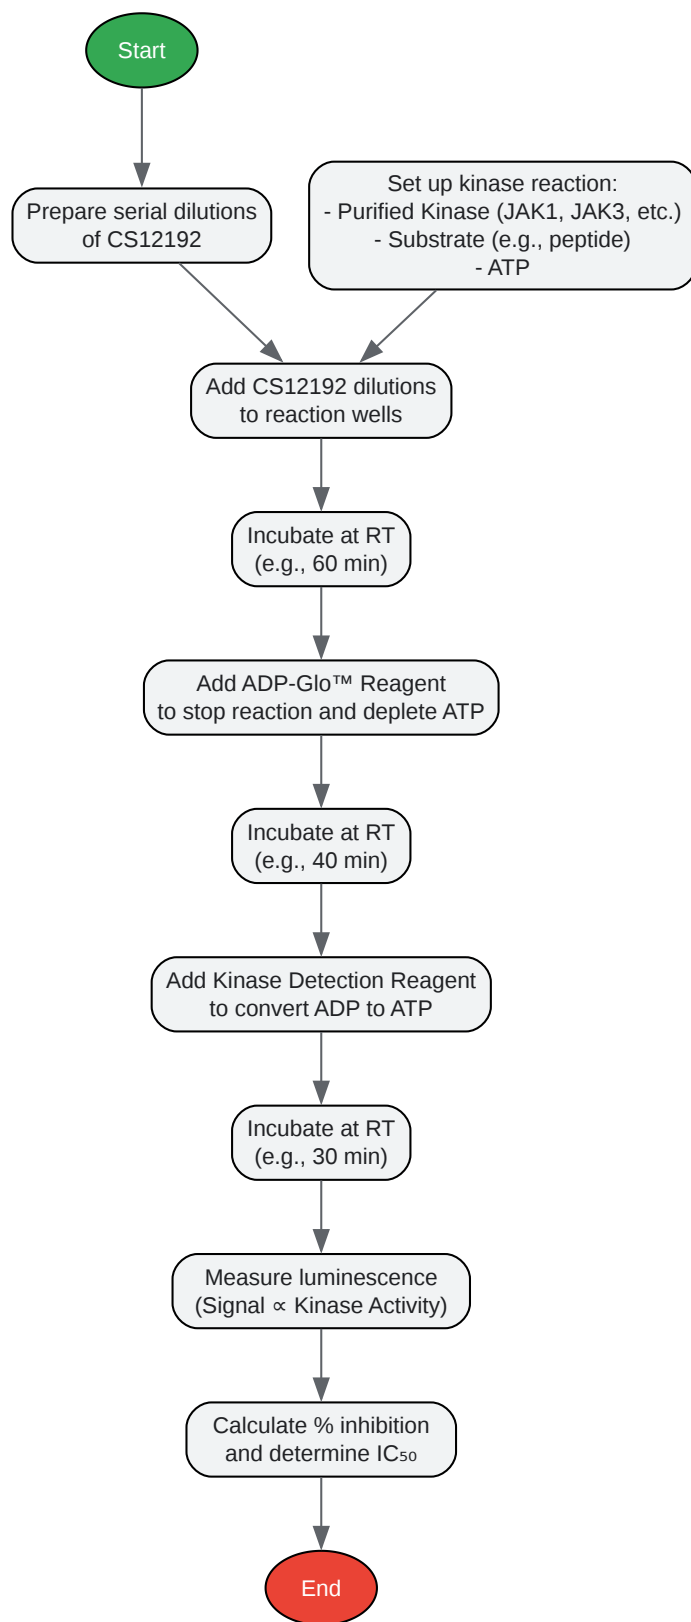 Start
Prepare serial dilutions
of CS12192
Set up kinase reaction:
- Purified Kinase (JAK1, JAK3, etc.)
- Substrate (e.g., peptide)
- ATP
Add CS12192 dilutions
to reaction wells
Incubate at RT
(e.g., 60 min)
Add ADP-Glo™ Reagent
to stop reaction and deplete ATP
Incubate at RT
(e.g., 40 min)
Add Kinase Detection Reagent
to convert ADP to ATP
Incubate at RT
(e.g., 30 min)
Measure luminescence
(Signal ∝ Kinase Activity)
Calculate % inhibition
and determine IC₅₀
End